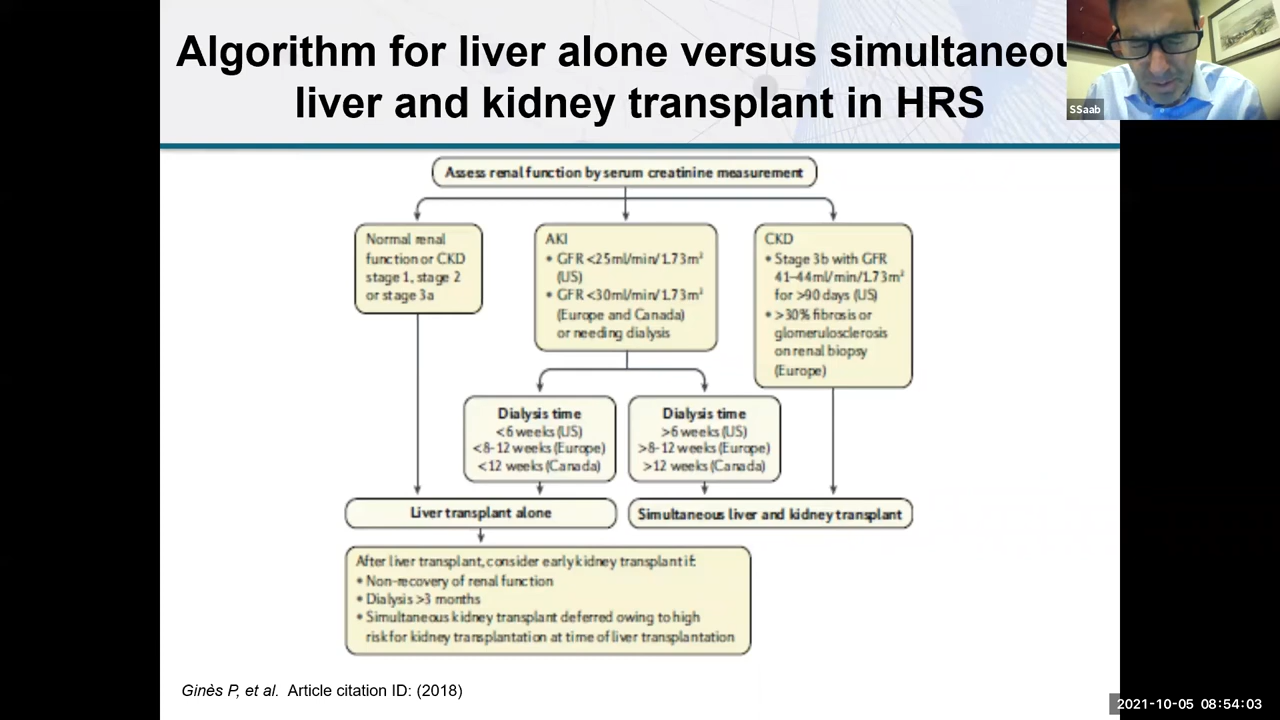 Algorithm for liver alone versus simultaneou
liver and kidney transplant in HRS
SSaab
Assess renal function by serum creatinine measurement
Normal renal
function or CKD
stage 1, stage 2
or stage 3a
AKI
• GFR <25ml/min/1.73m²
(US)
• GFR <30ml/min/1.73m²
(Europe and Canada)
or needing dialysis
CKD
• Stage 3b with GFR
41–44ml/min/1.73m²
for >90 days (US)
• >30% fibrosis or
glomerulosclerosis
on renal biopsy
(Europe)
Dialysis time
<6 weeks (US)
<8–12 weeks (Europe)
<12 weeks (Canada)
Dialysis time
>6 weeks (US)
>8–12 weeks (Europe)
>12 weeks (Canada)
Liver transplant alone
Simultaneous liver and kidney transplant
After liver transplant, consider early kidney transplant if:
• Non-recovery of renal function
• Dialysis >3 months
• Simultaneous kidney transplant deferred owing to high
risk for kidney transplantation at time of liver transplantation
Ginès P, et al. Article citation ID: (2018)
2021-10-05 08:54:03